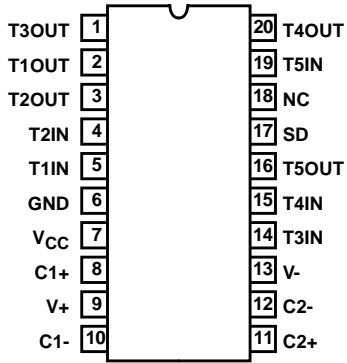 T3OUT 1 20 T4OUT
T1OUT 2 19 T5IN
T2OUT 3 18 NC
T2IN 4 17 SD
T1IN 5 16 T5OUT
GND 6 15 T4IN
VCC 7 14 T3IN
C1+ 8 13 V-
V+ 9 12 C2-
C1- 10 11 C2+